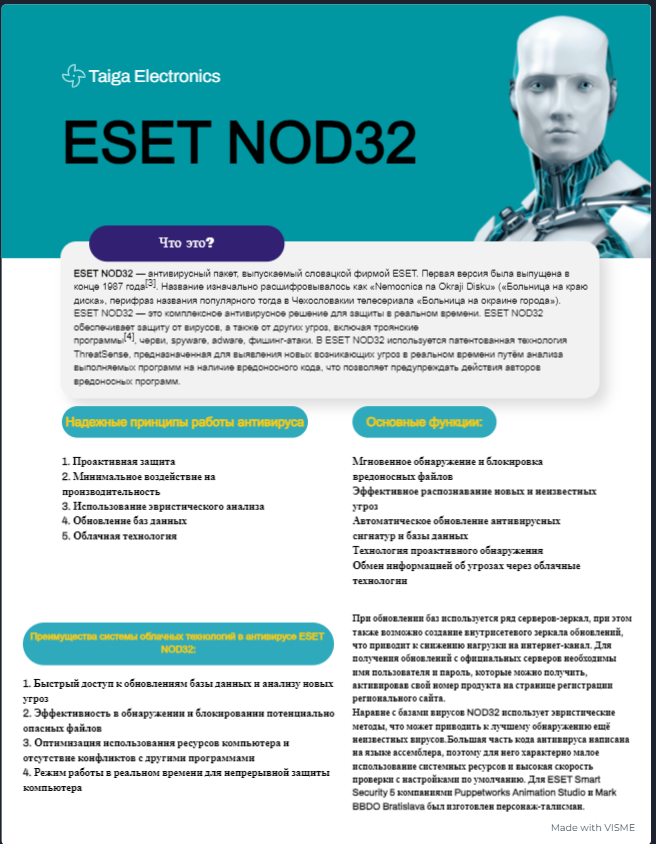 Taiga Electronics
ESET NOD32
Что это?
ESET NOD32 — антивирусный пакет, выпускаемый словацкой фирмой ESET. Первая версия была выпущена в
конце 1987 года[3]. Название изначально расшифровывалось как «Nemocnica na Okraji Disku» («Больница на краю
диска», перифраз названия популярного тогда в Чехословакии телесериала «Больница на окраине города»).
ESET NOD32 — это комплексное антивирусное решение для защиты в реальном времени. ESET NOD32
обеспечивает защиту от вирусов, а также от других угроз, включая троянские
программы[4], черви, spyware, adware, фишинг-атаки. В ESET NOD32 используется патентованная технология
ThreatSense, предназначенная для выявления новых возникающих угроз в реальном времени путём анализа
выполняемых программ на наличие вредоносного кода, что позволяет предупреждать действия авторов
вредоносных программ.
Надежные принципы работы антивируса
1. Проактивная защита
2. Минимальное воздействие на
производительность
3. Использование эвристического анализа
4. Обновление баз данных
5. Облачная технология
Основные функции:
Мгновенное обнаружение и блокировка
вредоносных файлов
Эффективное распознавание новых и неизвестных
угроз
Автоматическое обновление антивирусных
сигнатур и базы данных
Технология проактивного обнаружения
Обмен информацией об угрозах через облачные
технологии
Преимущества системы облачных технологий в антивирусе ESET
NOD32:
1. Быстрый доступ к обновлениям базы данных и анализу новых
угроз
2. Эффективность в обнаружении и блокировании потенциально
опасных файлов
3. Оптимизация использования ресурсов компьютера и
отсутствие конфликтов с другими программами
4. Режим работы в реальном времени для непрерывной защиты
компьютера
При обновлении баз используется ряд серверов-зеркал, при этом
также возможно создание внутрисетевого зеркала обновлений,
что приводит к снижению нагрузки на интернет-канал. Для
получения обновлений с официальных серверов необходимы
имя пользователя и пароль, которые можно получить,
активировав свой номер продукта на странице регистрации
регионального сайта.
Наравне с базами вирусов NOD32 использует эвристические
методы, что может приводить к лучшему обнаружению ещё
неизвестных вирусов.Большая часть кода антивируса написана
на языке ассемблера, поэтому для него характерно малое
использование системных ресурсов и высокая скорость
проверки с настройками по умолчанию. Для ESET Smart
Security 5 компаниями Puppetworks Animation Studio и Mark
BBDO Bratislava был изготовлен персонаж-талисман.
Made with VISME